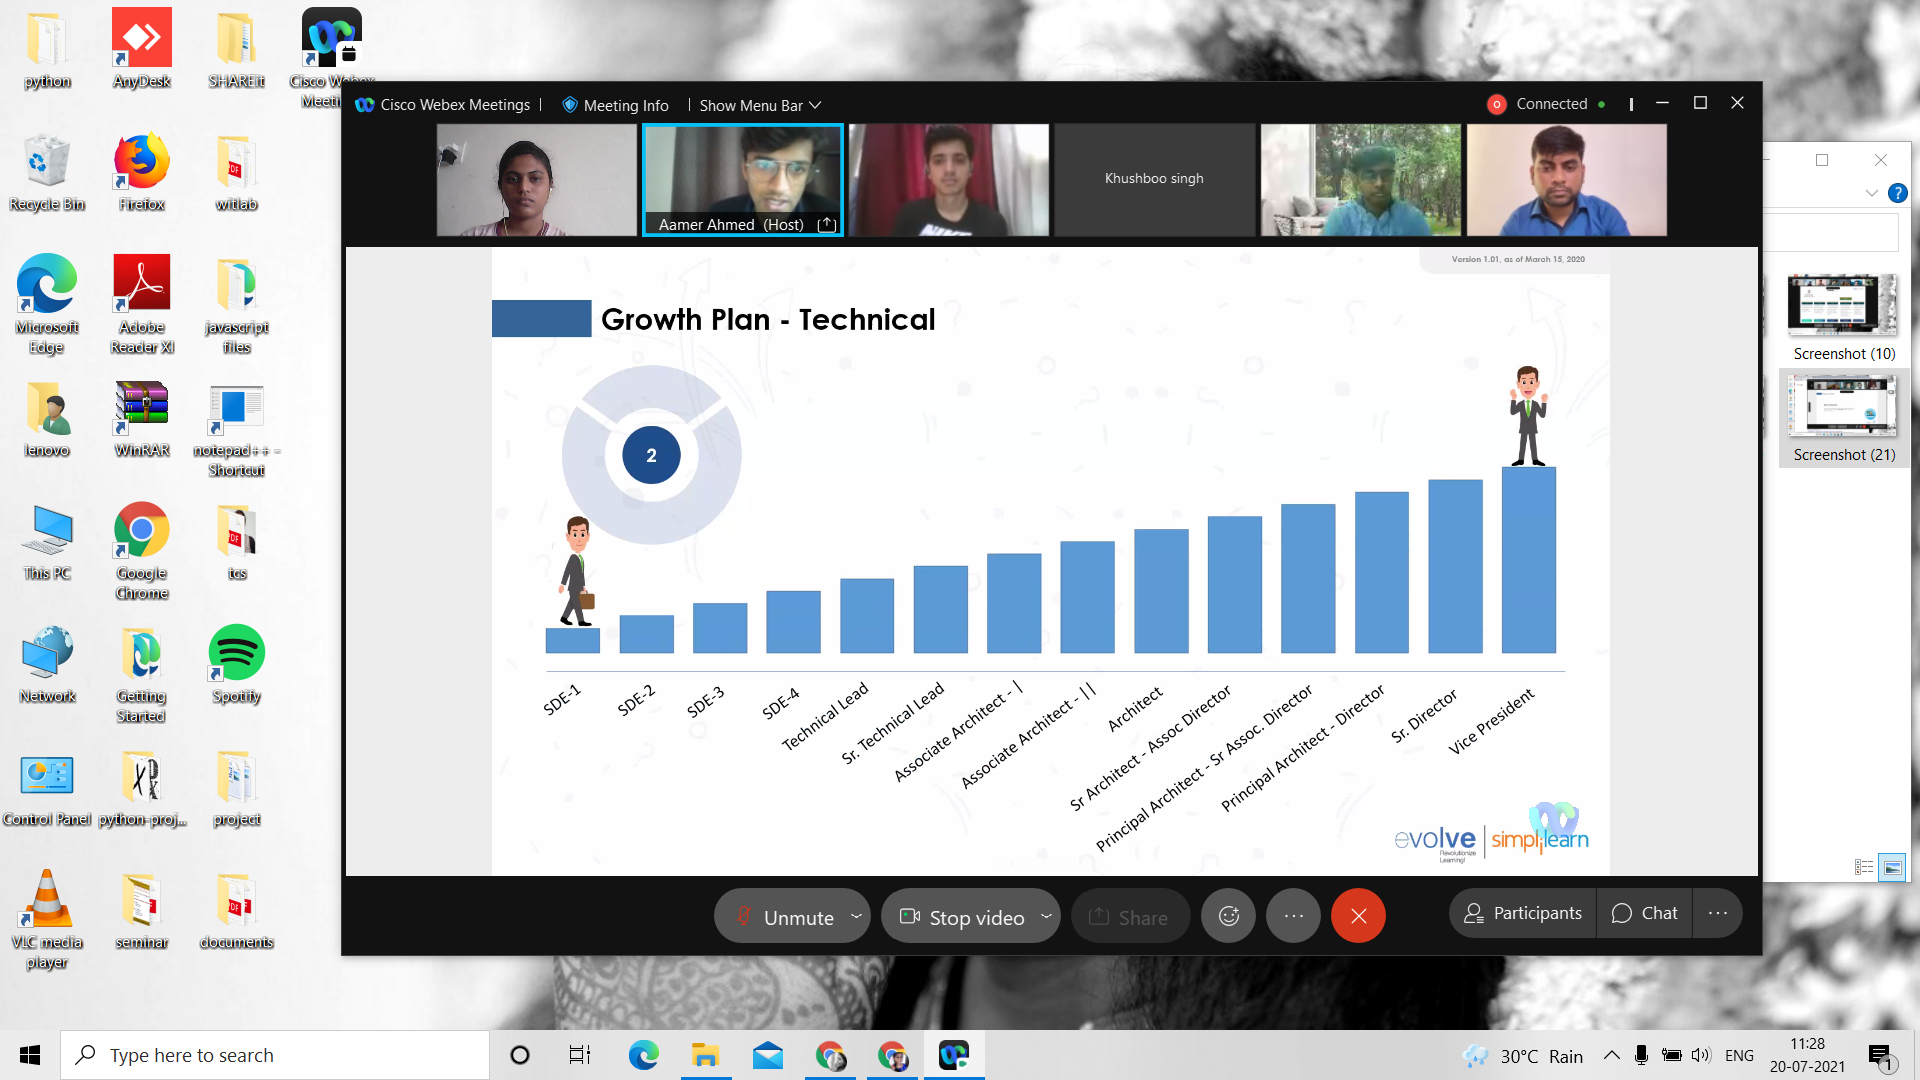 python
AnyDesk
SHAREit
Cisco Webex
Meeti
Recycle Bin
Firefox
witlab
Microsoft
Edge
Adobe
Reader XI
javascript
files
lenovo
WinRAR
notepad++ -
Shortcut
This PC
Google
Chrome
tcs
Network
Getting
Started
Spotify
Control Panel
python-proj...
project
VLC media
player
seminar
documents
Cisco Webex Meetings
Meeting Info
Show Menu Bar
Connected
Aamer Ahmed (Host)
Khushboo singh
Version 1.01, as of March 15, 2020
Growth Plan - Technical
2
SDE-1
SDE-2
SDE-3
SDE-4
Technical Lead
Sr. Technical Lead
Associate Architect - |
Associate Architect - ||
Architect
Sr Architect - Assoc Director
Principal Architect - Sr Assoc. Director
Principal Architect - Director
Sr. Director
Vice President
evolve
Revolutionize
Learning!
simplilearn
Unmute
Stop video
Share
Participants
Chat
Screenshot (10)
Screenshot (21)
Type here to search
30°C Rain
ENG
11:28
20-07-2021
1